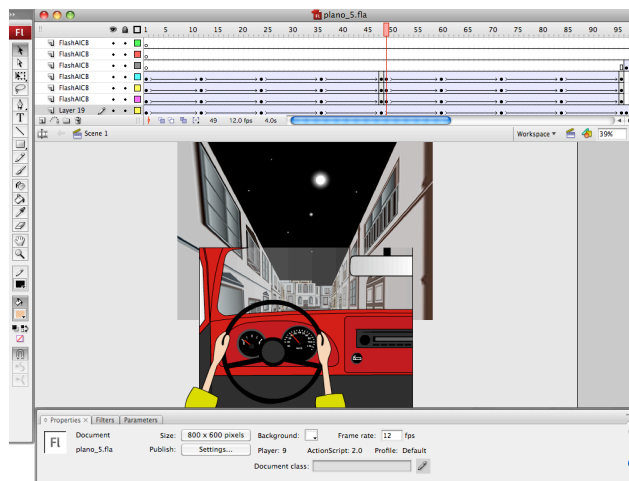 plano_5.fla
Fl
1 5 10 15 20 25 30 35 40 45 50 55 60 65 70 75 80 85 90 95
FlashAICB
FlashAICB
FlashAICB
FlashAICB
FlashAICB
FlashAICB
Layer 19
49 12.0 fps 4.0s
Scene 1
Workspace
39%
T
Properties × Filters Parameters
Fl
Document
Size: 800 x 600 pixels Background: Frame rate: 12 fps
plano_5.fla
Publish: Settings... Player: 9 ActionScript: 2.0 Profile: Default
Document class: